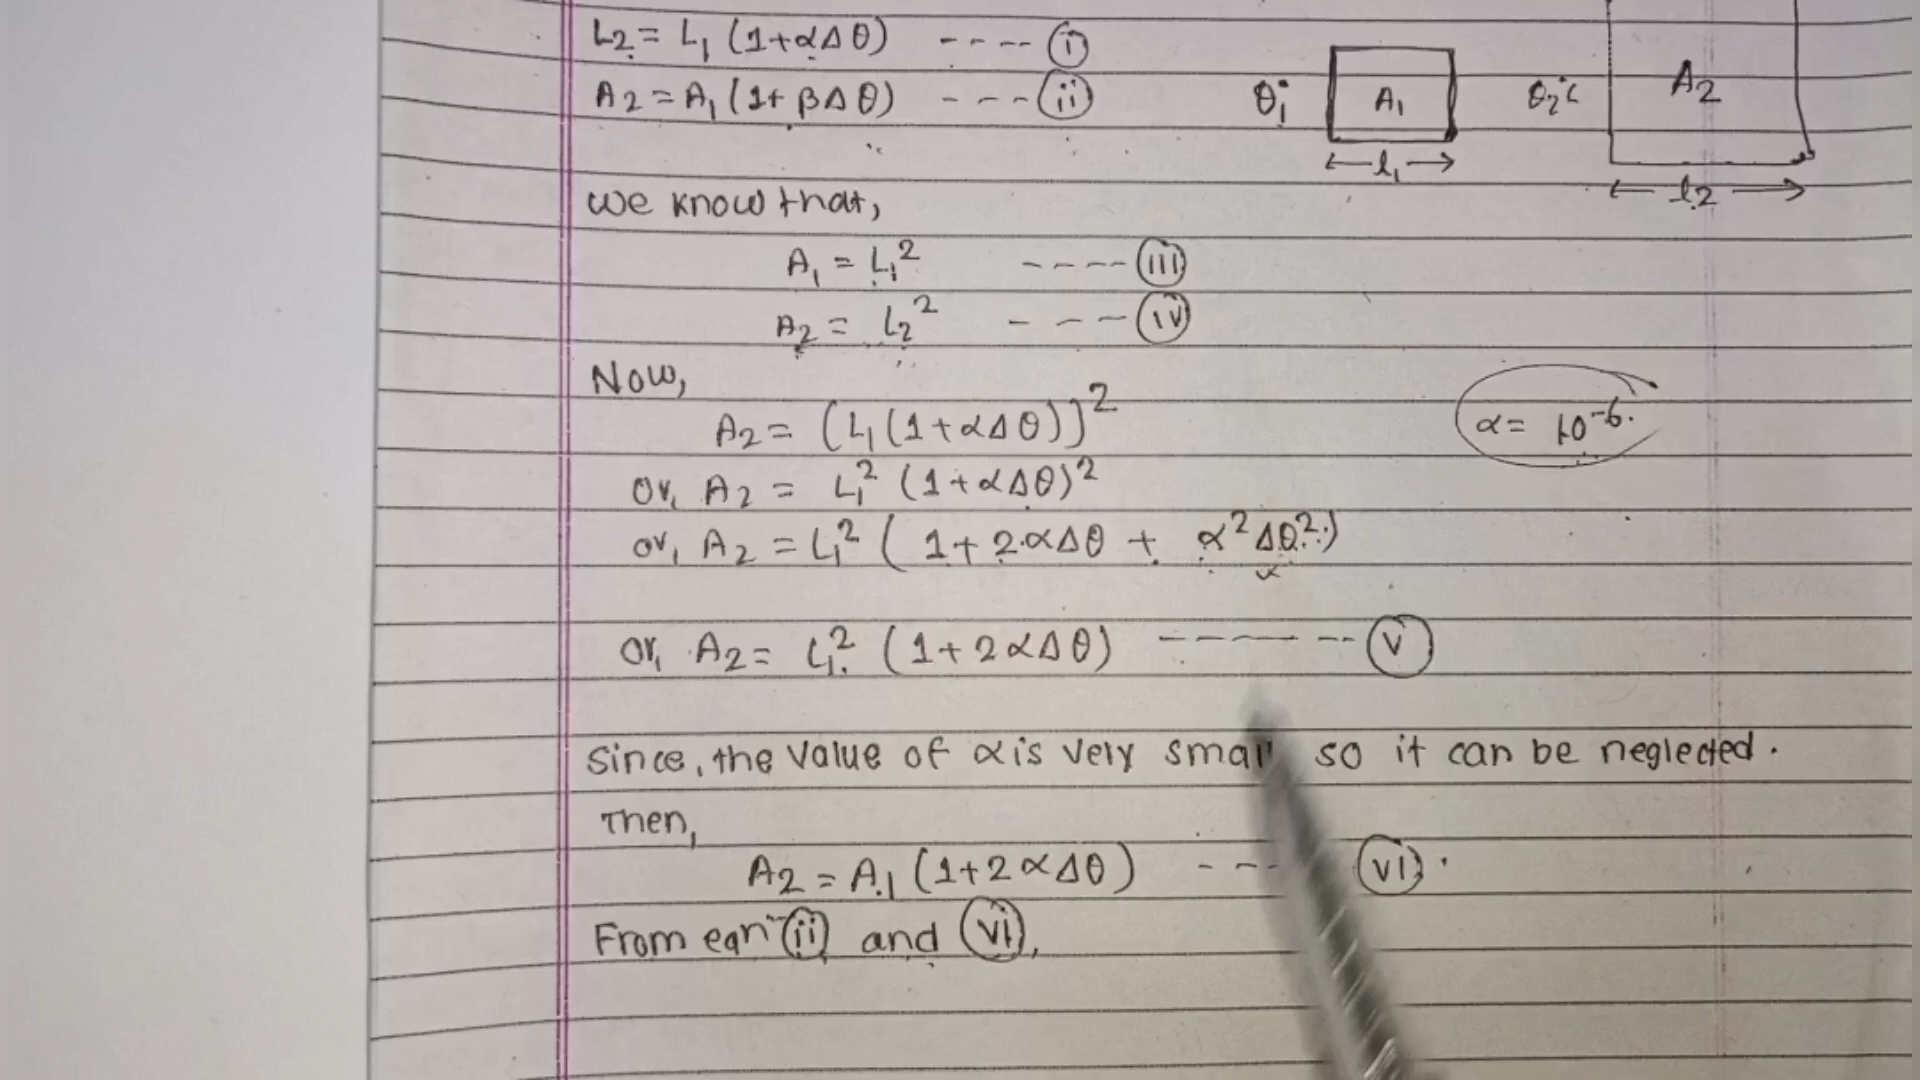 L₂ = L₁ (1+αΔθ) ---- (i)
A₂ = A₁ (1+ βΔθ) --- (ii)
θ₁° A₁
l₁
θ₂°c A₂
l₂
We know that,
A₁ = L₁² ---- (iii)
A₂ = L₂² - -- (iv)
Now,
A₂ = (L₁(1+αΔθ)]²
α = 10⁻⁶.
or, A₂ = L₁² (1+αΔθ)²
or, A₂ = L₁² ( 1+2·αΔθ + α²Δθ².)
or, A₂ = L₁² (1+2αΔθ) ------- (v)
Since, the value of α is very small so it can be neglected.
Then,
A₂ = A₁ (1+2αΔθ) --- (vi).
From eqn (ii) and (vi),